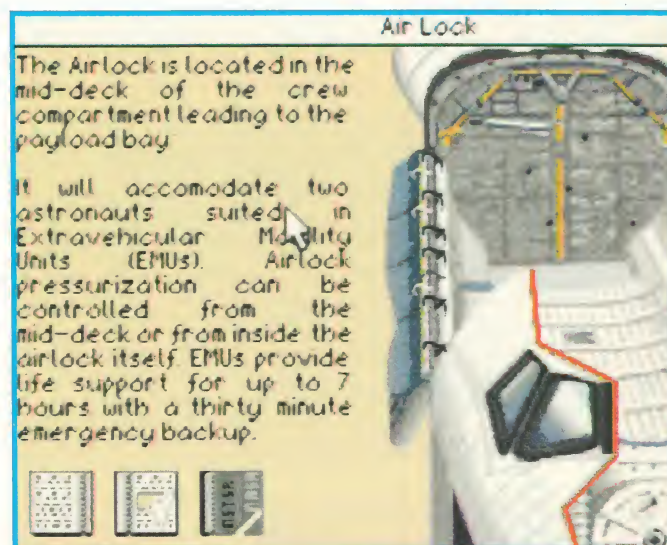 Air Lock
The Airlock is located in the
mid-deck of the crew
compartment leading to the
payload bay
It will accomodate two
astronauts suited in
Extravehicular Mobility
Units (EMUs). Airlock
pressurization can be
controlled from the
mid-deck or from inside the
airlock itself. EMUs provide
life support for up to 7
hours with a thirty minute
emergency backup.